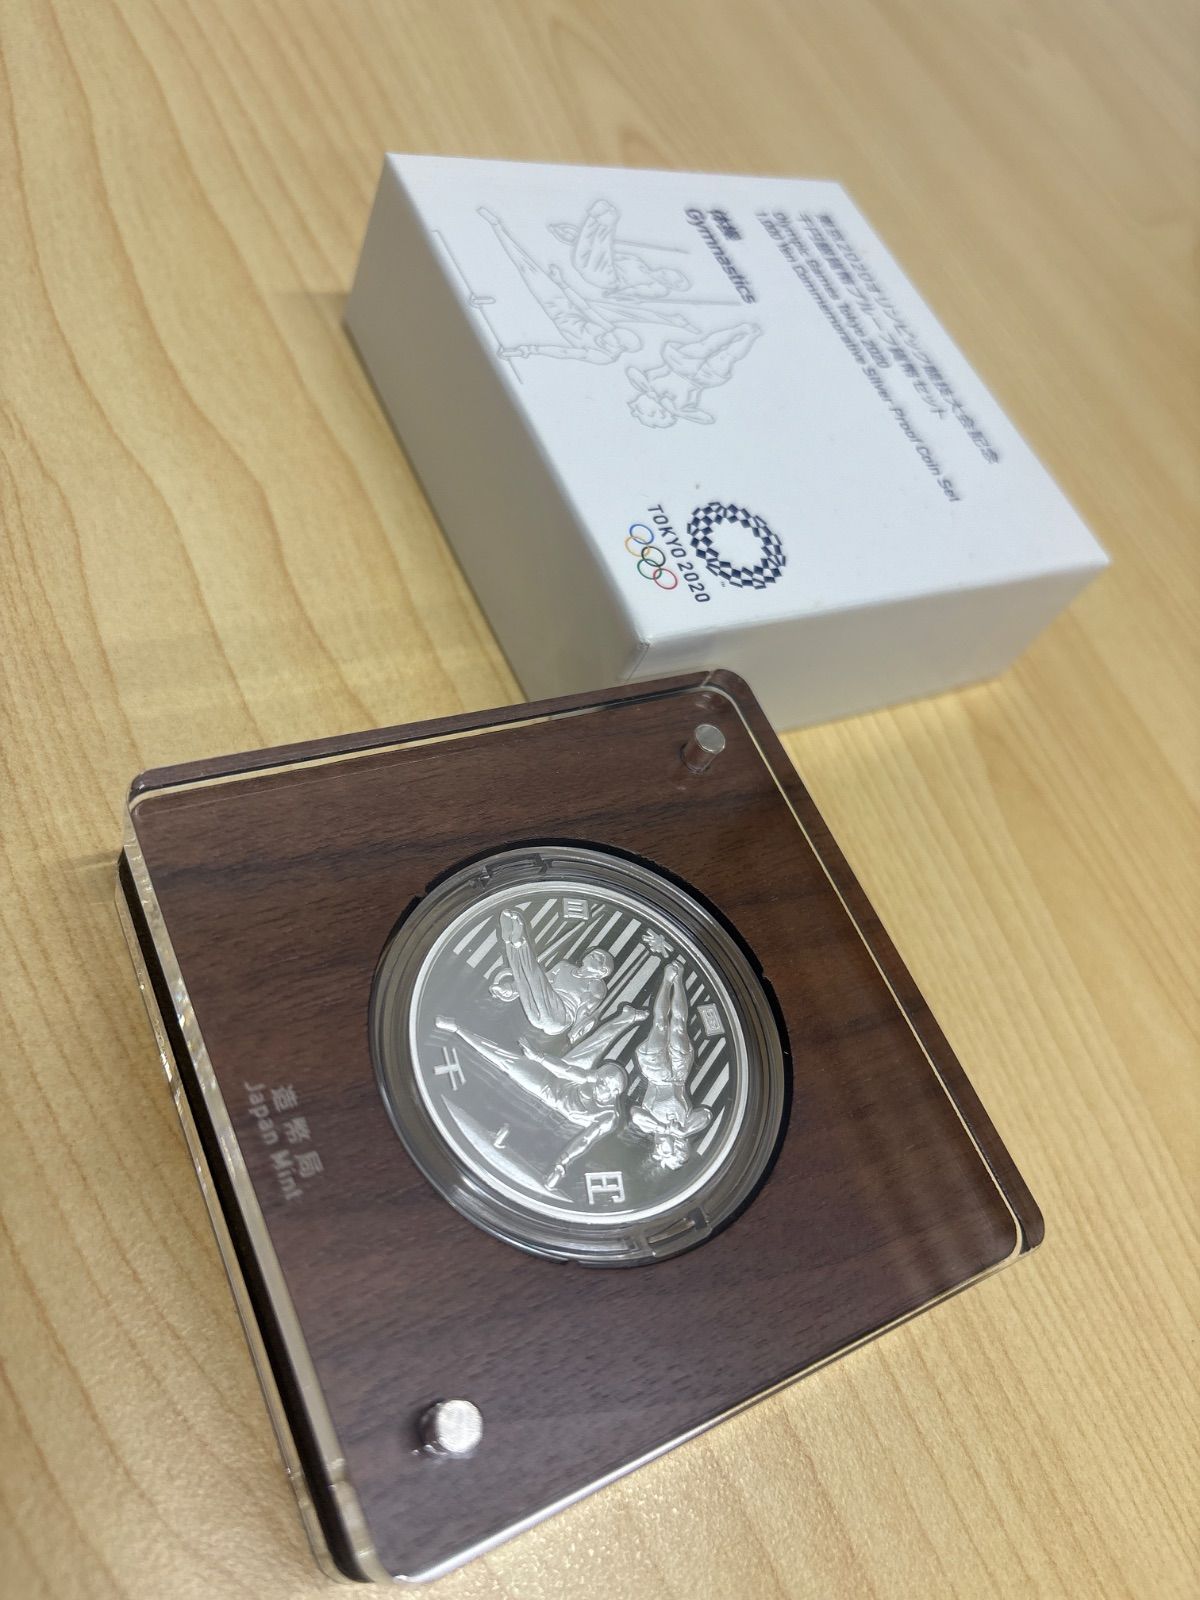 東京2020オリンピック競技大会記念
千円銀貨幣プルーフ貨幣セット
Olympic Games Tokyo 2020
1,000 Yen Commemorative Silver Proof Coin Set
体操
Gymnastics
TOKYO 2020
日本国
千円
造幣局
Japan Mint